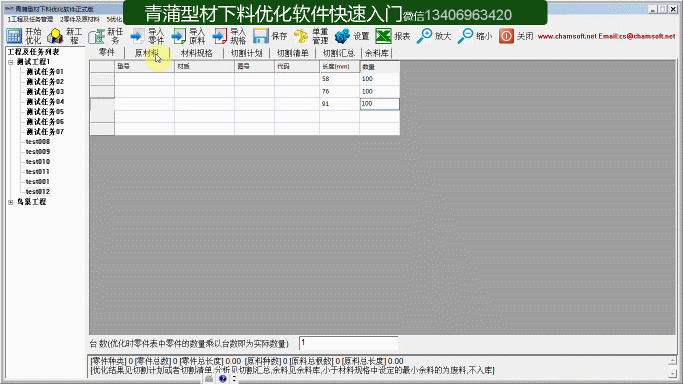 青蒲型材下料优化软件正式版
青蒲型材下料优化软件快速入门微信13406963420
1工程及任务管理 2零件及原材料
开始优化 新工程 新任务 导入零件 导入原料 导入规格 保存 单重管理 设置 报表 放大 缩小 关闭 www.chamsoft.net Email:cs@chamsoft.net
工程及任务列表 零件 原材料 材料规格 切割计划 切割清单 切割汇总 余料库
测试工程1
测试任务01
测试任务02
测试任务03
测试任务04
测试任务05
测试任务06
测试任务07
test008
test009
test010
test011
test001
test012
鸟巢工程
型号 材质 图号 代码 长度(mm) 数量
58 100
76 100
91 100
台 数(优化时零件表中零件的数量乘以台数即为实际数量) 1
[零件种类] 0 [零件总数] 0 [零件总长度] 0.00 [原料种数] 0 [原料总根数] 0 [原料总长度] 0.00
[优化结果见切割计划或者切割清单,分析见切割汇总,余料见余料库,小于材料规格中设定的最小余料的为废料,不入库]